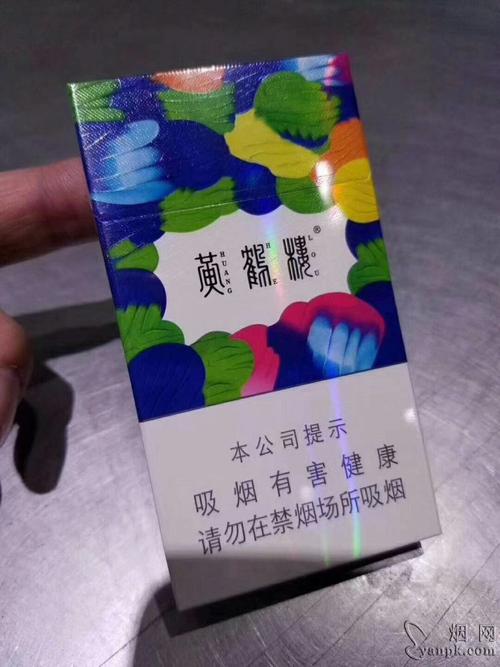 黄鹤楼®
HUANG HE LOU
本公司提示
吸烟有害健康
请勿在禁烟场所吸烟
烟网
yanpk.com